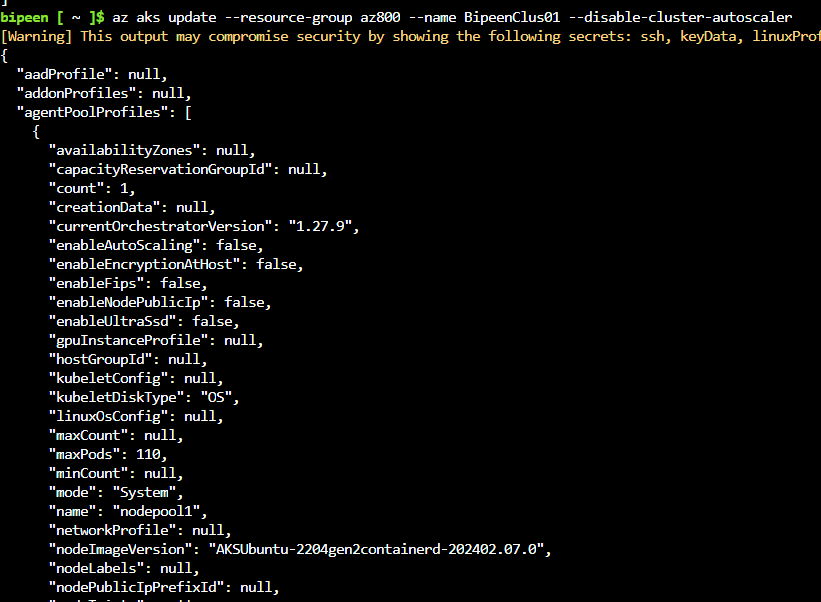 ]
bipeen [ ~ ]$ az aks update --resource-group az800 --name BipeenClus01 --disable-cluster-autoscaler
[Warning] This output may compromise security by showing the following secrets: ssh, keyData, linuxProf
{
  "aadProfile": null,
  "addonProfiles": null,
  "agentPoolProfiles": [
    {
      "availabilityZones": null,
      "capacityReservationGroupId": null,
      "count": 1,
      "creationData": null,
      "currentOrchestratorVersion": "1.27.9",
      "enableAutoScaling": false,
      "enableEncryptionAtHost": false,
      "enableFips": false,
      "enableNodePublicIp": false,
      "enableUltraSsd": false,
      "gpuInstanceProfile": null,
      "hostGroupId": null,
      "kubeletConfig": null,
      "kubeletDiskType": "OS",
      "linuxOsConfig": null,
      "maxCount": null,
      "maxPods": 110,
      "minCount": null,
      "mode": "System",
      "name": "nodepool1",
      "networkProfile": null,
      "nodeImageVersion": "AKSUbuntu-2204gen2containerd-202402.07.0",
      "nodeLabels": null,
      "nodePublicIpPrefixId": null,